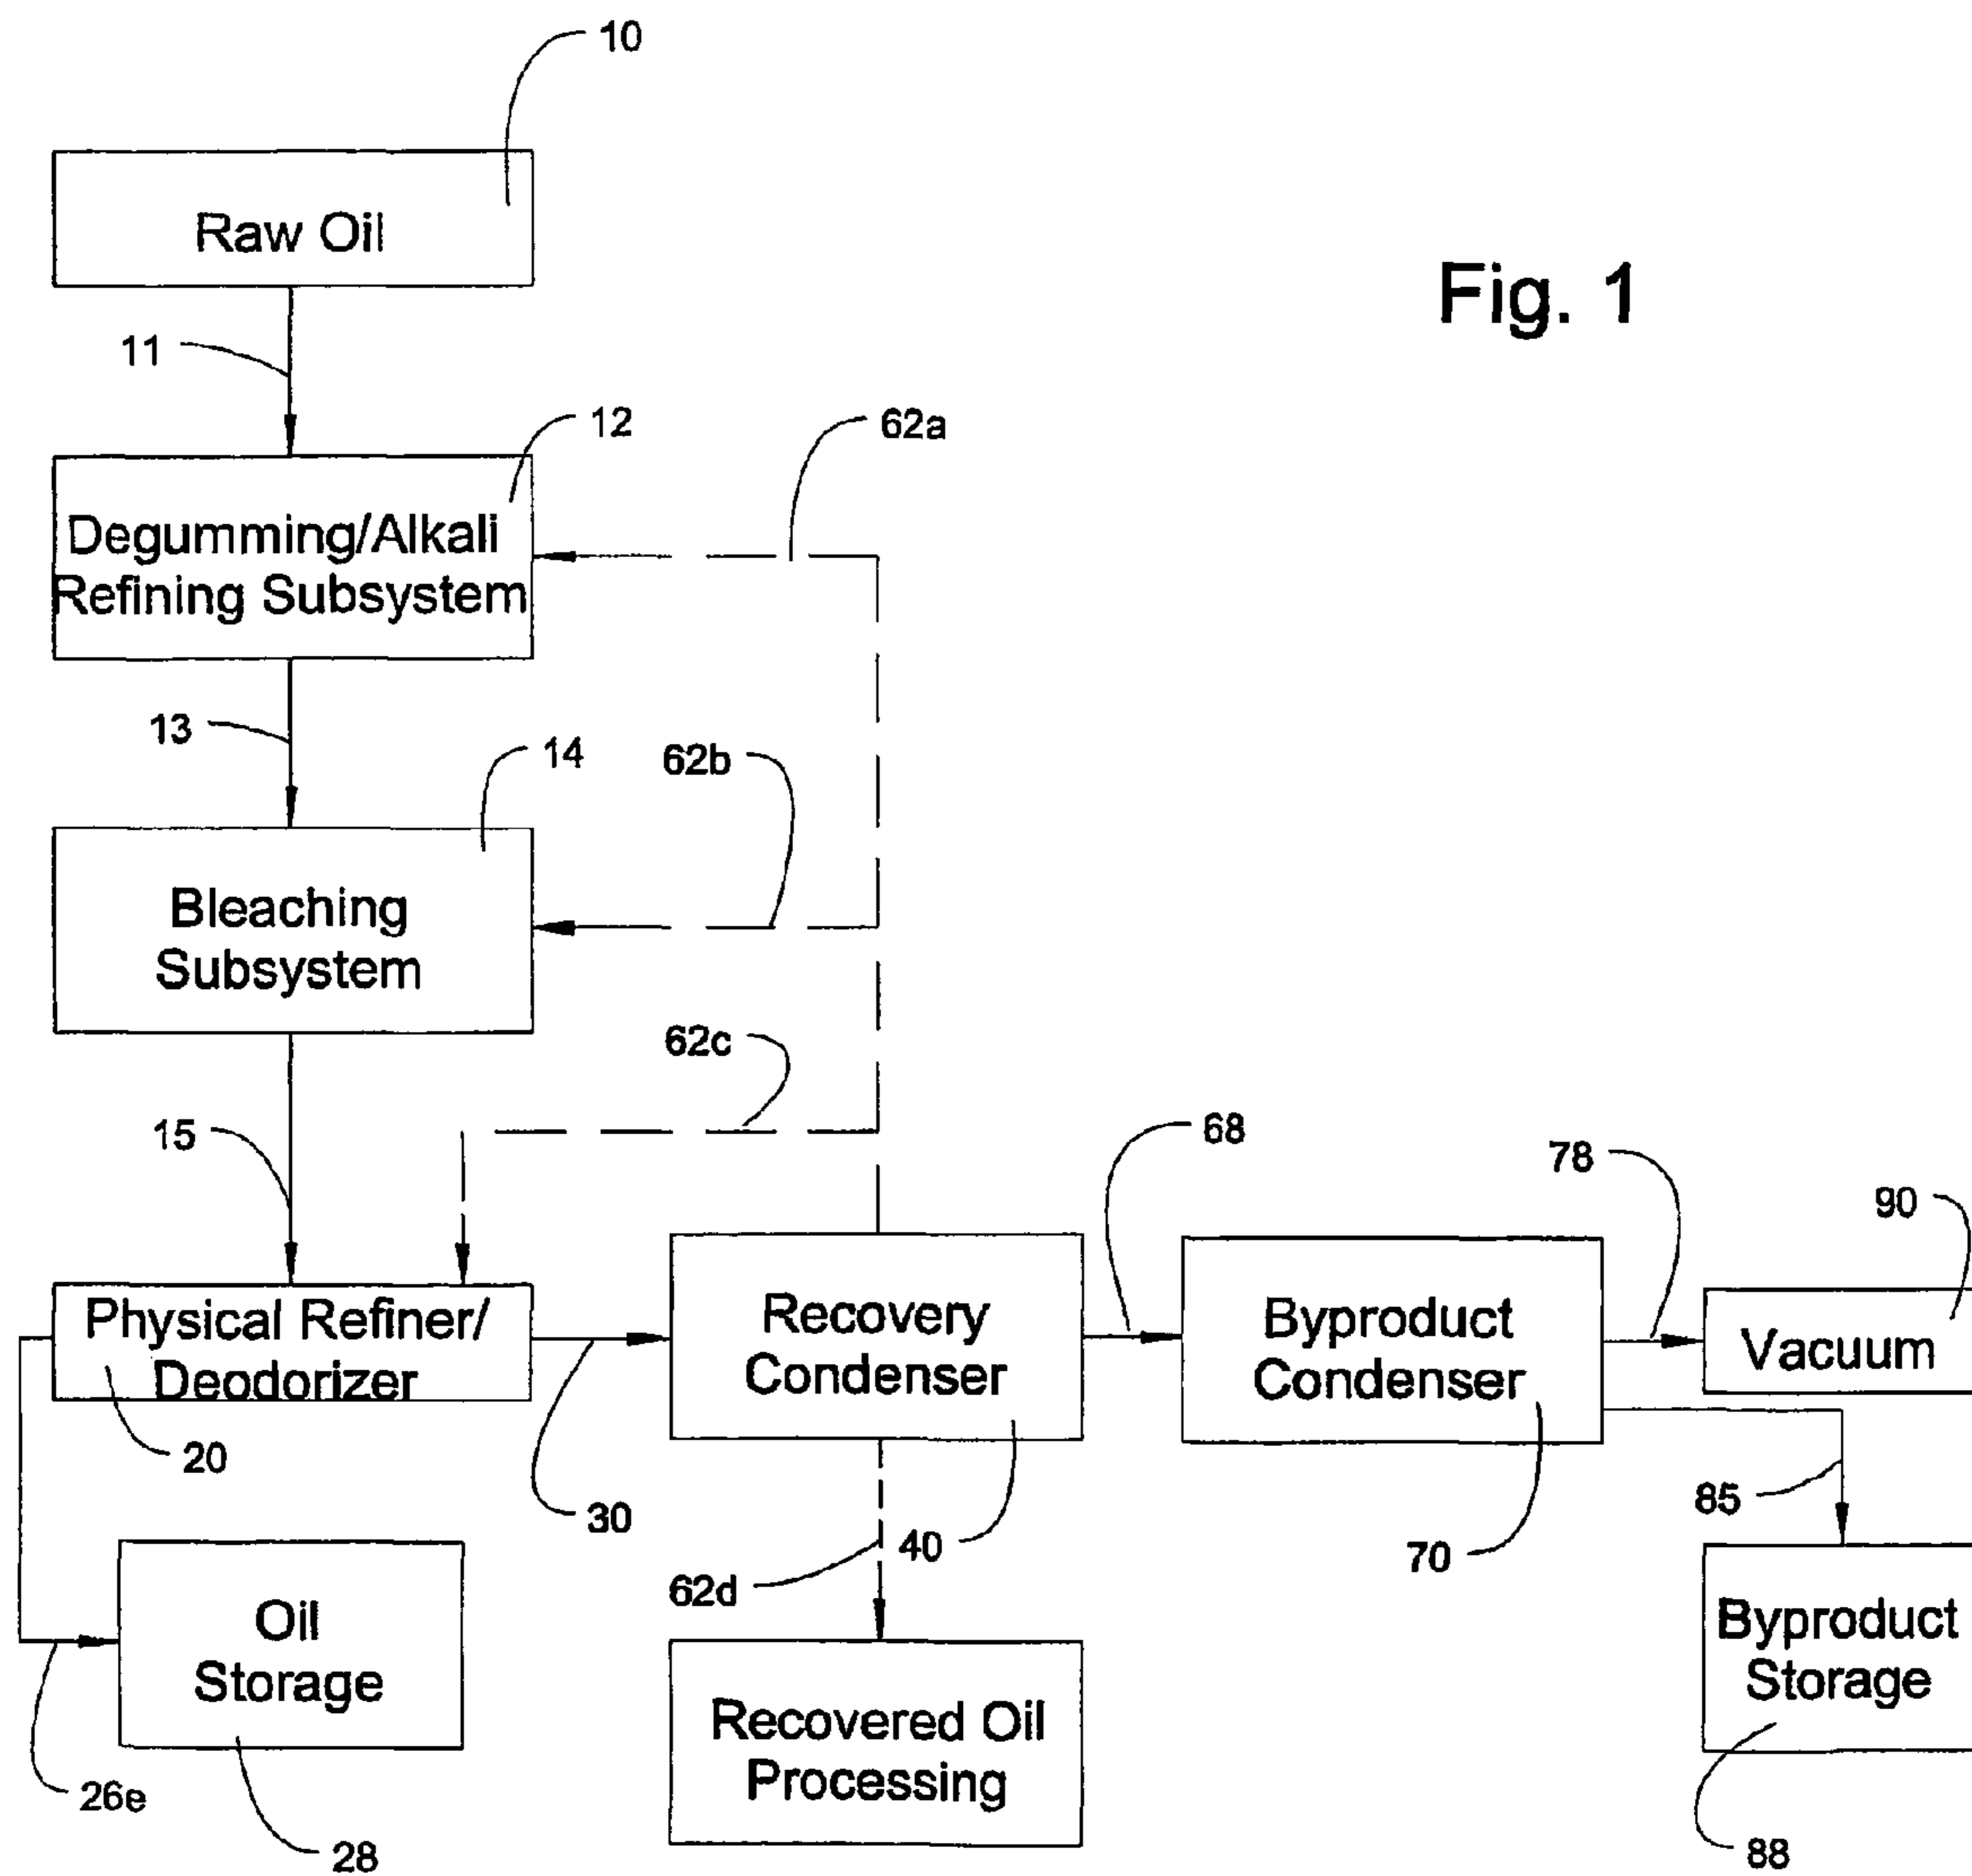 10
Raw Oil
Fig. 1
11
12
62a
Degumming/Alkali
Refining Subsystem
13
14
62b
Bleaching
Subsystem
62c
15
68
78
90
Physical Refiner/
Deodorizer
Recovery
Condenser
Byproduct
Condenser
Vacuum
20
30
40
70
85
62d
Oil
Storage
Byproduct
Storage
Recovered Oil
Processing
26e
28
88